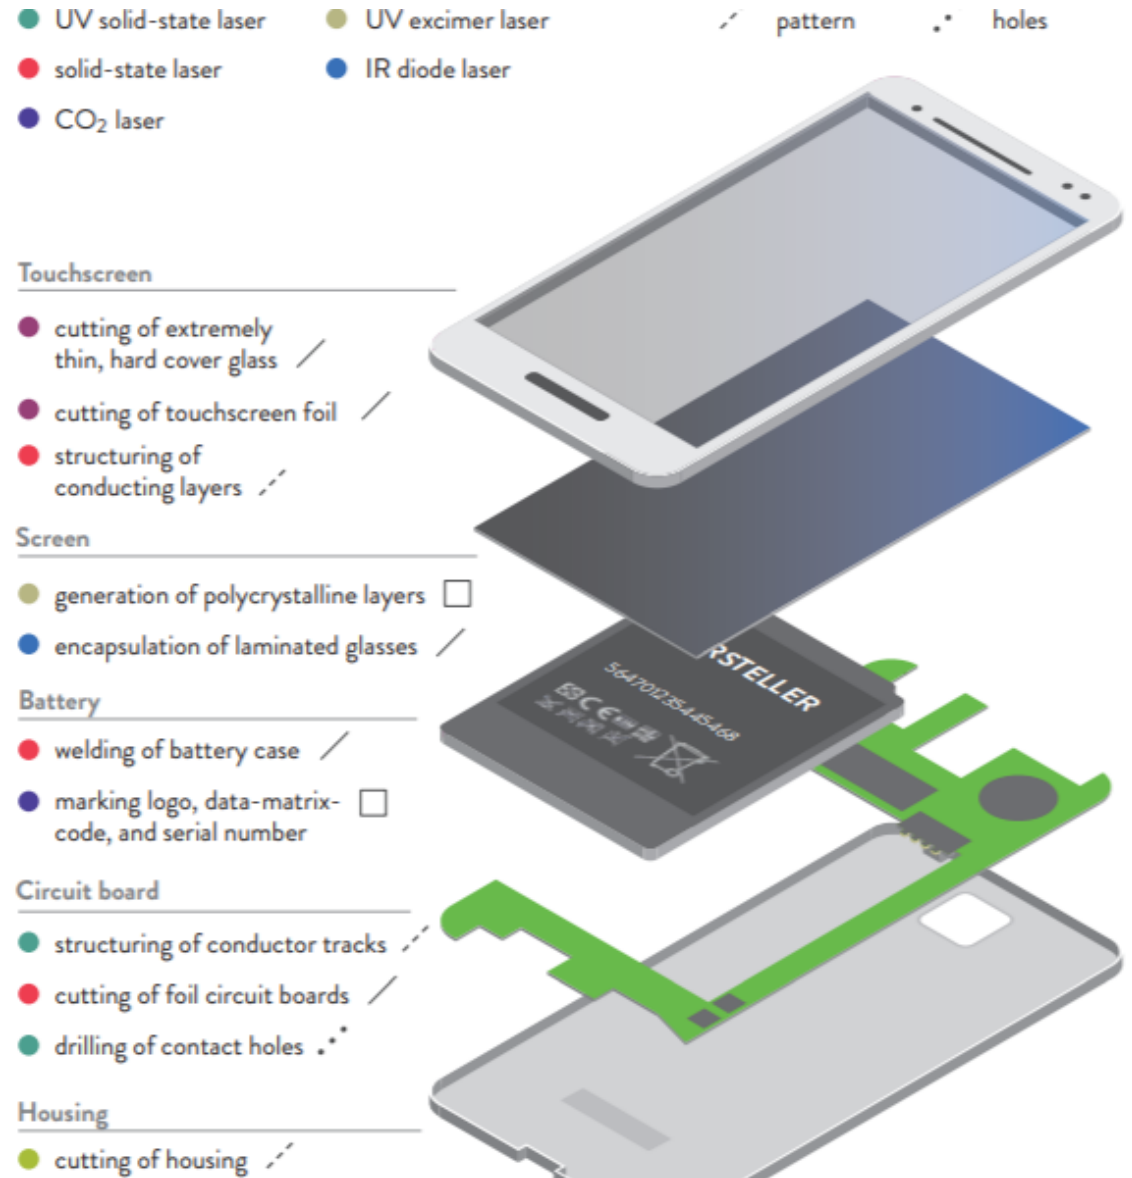 UV solid-state laser
UV excimer laser
pattern
holes
solid-state laser
IR diode laser
CO₂ laser
Touchscreen
cutting of extremely
thin, hard cover glass
cutting of touchscreen foil
structuring of
conducting layers
Screen
generation of polycrystalline layers
encapsulation of laminated glasses
Battery
welding of battery case
marking logo, data-matrix-
code, and serial number
Circuit board
structuring of conductor tracks
cutting of foil circuit boards
drilling of contact holes
Housing
cutting of housing
RSTELLER
564701235445468
CE